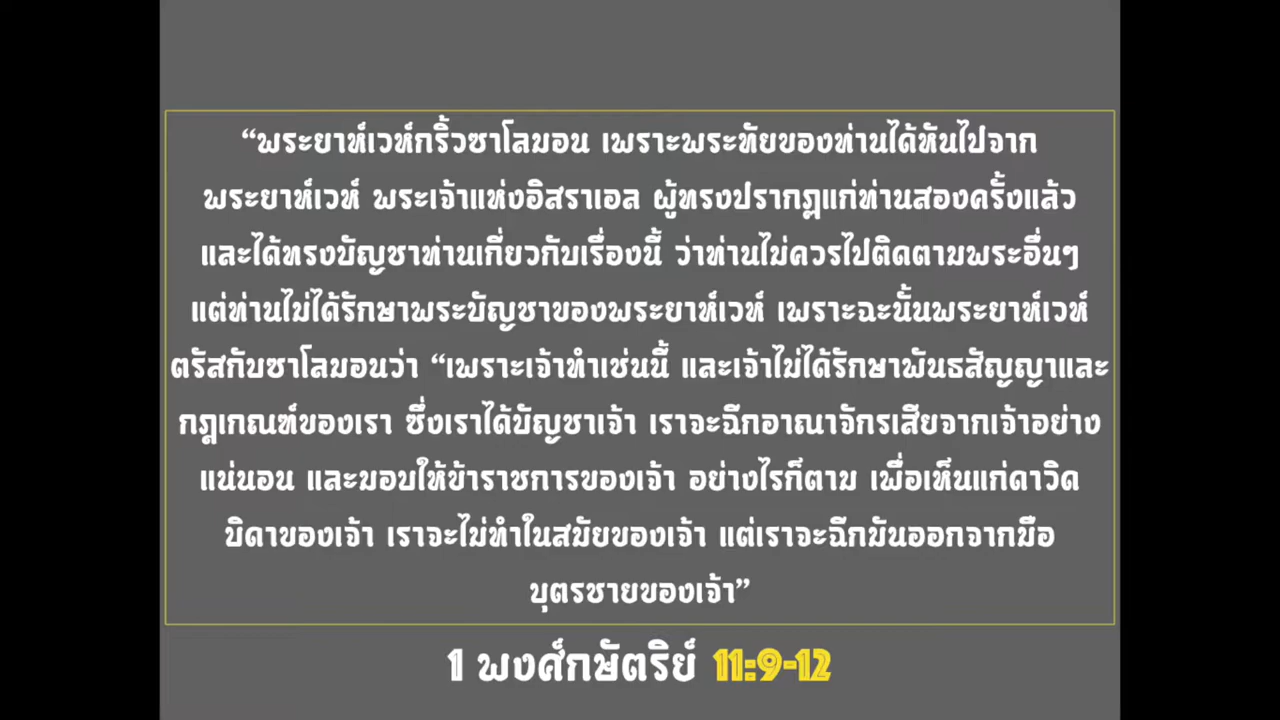 “พระยาห์เวห์กริ้วซาโลมอน เพราะพระทัยของท่านได้หันไปจาก
พระยาห์เวห์ พระเจ้าแห่งอิสราเอล ผู้ทรงปรากฏแก่ท่านสองครั้งแล้ว
และได้ทรงบัญชาท่านเกี่ยวกับเรื่องนี้ ว่าท่านไม่ควรไปติดตามพระอื่นๆ
แต่ท่านไม่ได้รักษาพระบัญชาของพระยาห์เวห์ เพราะฉะนั้นพระยาห์เวห์
ตรัสกับซาโลมอนว่า “เพราะเจ้าทำเช่นนี้ และเจ้าไม่ได้รักษาพันธสัญญาและ
กฎเกณฑ์ของเรา ซึ่งเราได้บัญชาเจ้า เราจะฉีกอาณาจักรเสียจากเจ้าอย่าง
แน่นอน และมอบให้ข้าราชการของเจ้า อย่างไรก็ตาม เพื่อเห็นแก่ดาวิด
บิดาของเจ้า เราจะไม่ทำในสมัยของเจ้า แต่เราจะฉีกมันออกจากมือ
บุตรชายของเจ้า”
1 พงศ์กษัตริย์ 11:9-12